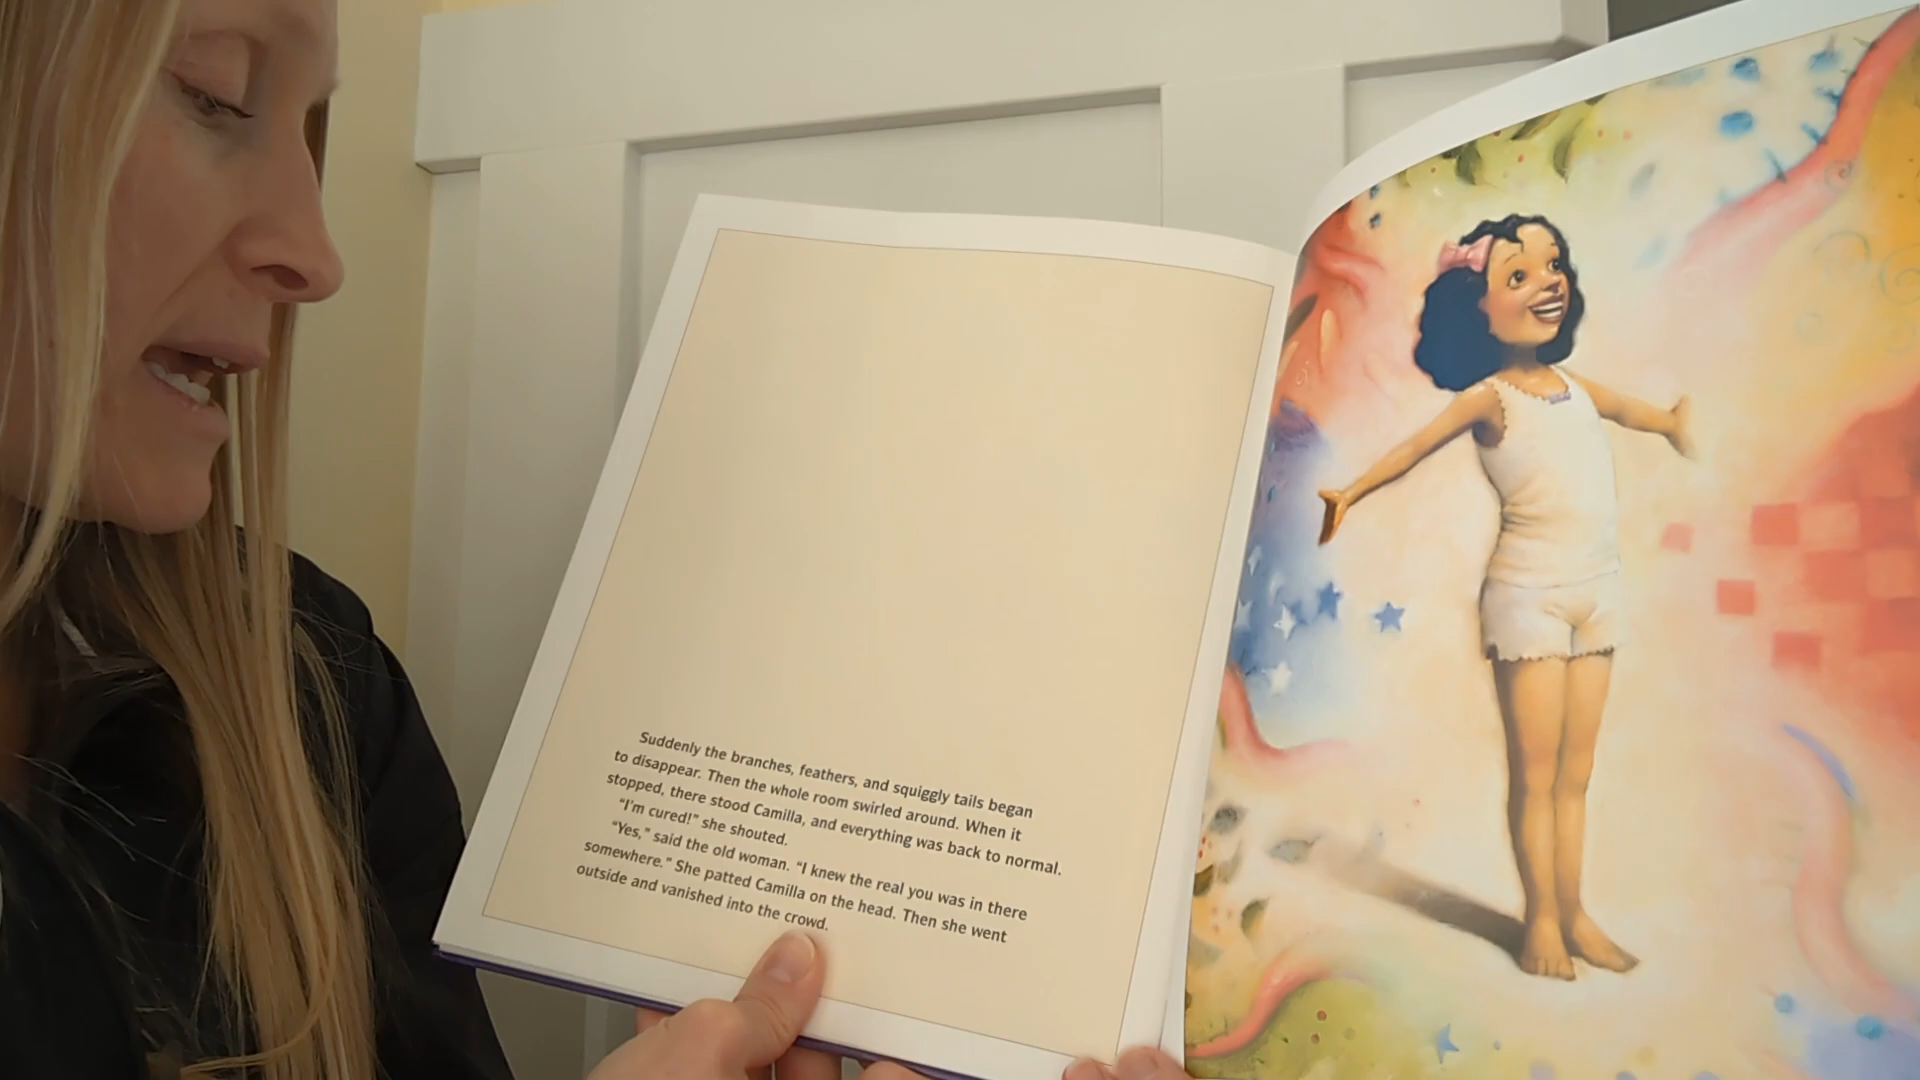 Suddenly the branches, feathers, and squiggly tails began
to disappear. Then the whole room swirled around. When it
stopped, there stood Camilla, and everything was back to normal.
“I’m cured!” she shouted.
“Yes,” said the old woman. “I knew the real you was in there
somewhere.” She patted Camilla on the head. Then she went
outside and vanished into the crowd.